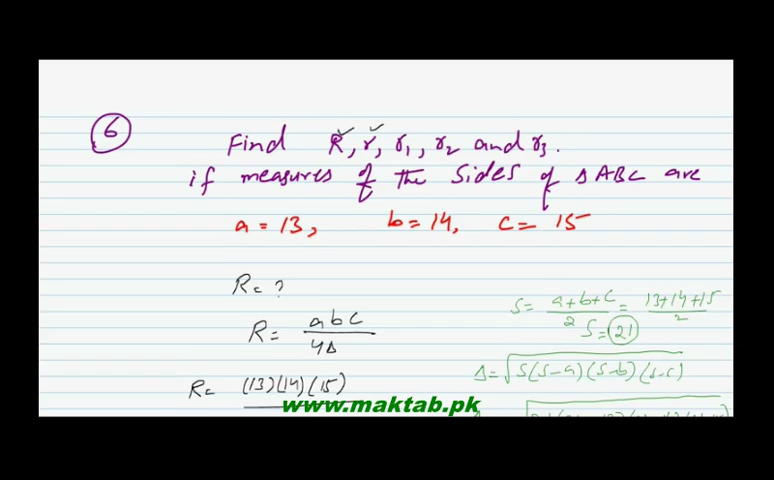 6
Find R, r, r₁, r₂ and r₃.
if measures of the sides of Δ ABC are
a = 13, b = 14, c = 15
R = ?
R = abc / 4Δ
R = (13)(14)(15)
S = a+b+c / 2 = 13+14+15 / 2
S = 21
Δ = √S(S-a)(S-b)(S-c)
www.maktab.pk